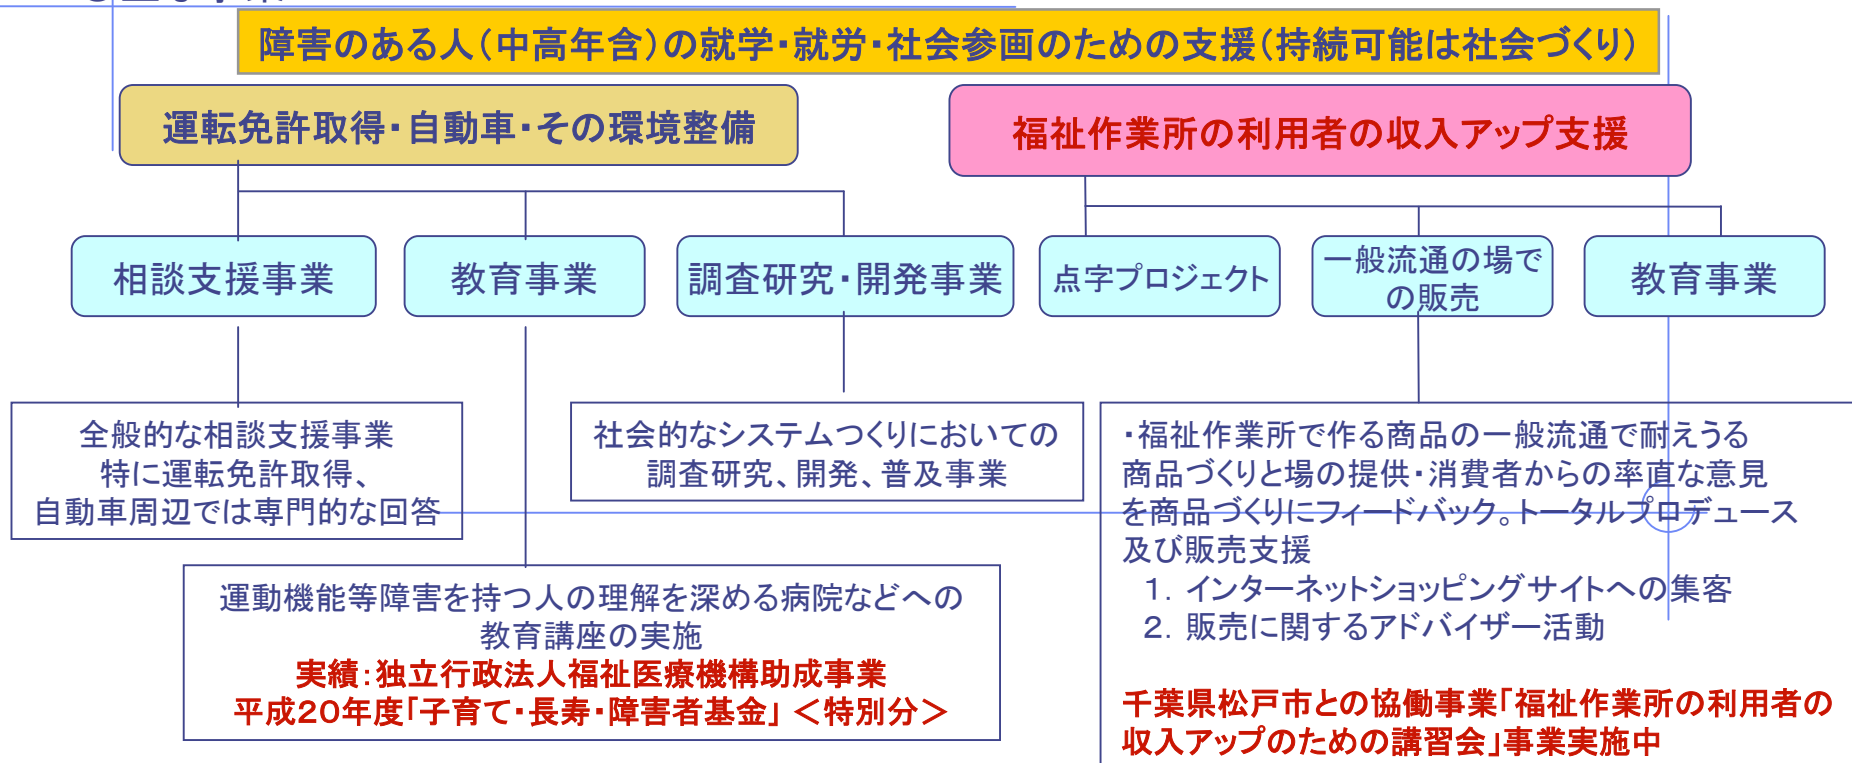 障害のある人（中高年含）の就学・就労・社会参画のための支援（持続可能は社会づくり）
運転免許取得・自動車・その環境整備
福祉作業所の利用者の収入アップ支援
相談支援事業
教育事業
調査研究・開発事業
点字プロジェクト
一般流通の場で
の販売
教育事業
全般的な相談支援事業
特に運転免許取得、
自動車周辺では専門的な回答
社会的なシステムつくりにおいての
調査研究、開発、普及事業
運動機能等障害を持つ人の理解を深める病院などへの
教育講座の実施
実績：独立行政法人福祉医療機構助成事業
平成２０年度「子育て・長寿・障害者基金」＜特別分＞
・福祉作業所で作る商品の一般流通で耐えうる
商品づくりと場の提供・消費者からの率直な意見
を商品づくりにフィードバック。トータルプロデュース
及び販売支援
１．インターネットショッピングサイトへの集客
２．販売に関するアドバイザー活動
千葉県松戸市との協働事業「福祉作業所の利用者の
収入アップのための講習会」事業実施中